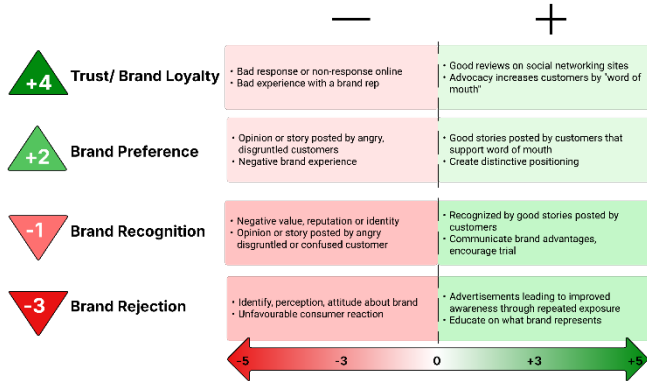 — +
+4 Trust/ Brand Loyalty
• Bad response or non-response online
• Bad experience with a brand rep
• Good reviews on social networking sites
• Advocacy increases customers by "word of
mouth"
+2 Brand Preference
• Opinion or story posted by angry,
disgruntled customers
• Negative brand experience
• Good stories posted by customers that
support word of mouth
• Create distinctive positioning
-1 Brand Recognition
• Negative value, reputation or identity
• Opinion or story posted by angry
disgruntled or confused customer
• Recognized by good stories posted by
customers
• Communicate brand advantages,
encourage trial
-3 Brand Rejection
• Identify, perception, attitude about brand
• Unfavourable consumer reaction
• Advertisements leading to improved
awareness through repeated exposure
• Educate on what brand represents
-5 -3 0 +3 +5